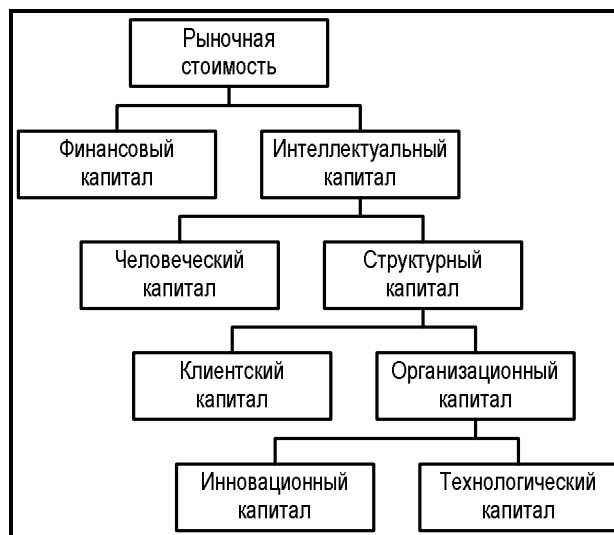 Рыночная
стоимость
Финансовый
капитал
Интеллектуальный
капитал
Человеческий
капитал
Структурный
капитал
Клиентский
капитал
Организационный
капитал
Инновационный
капитал
Технологический
капитал